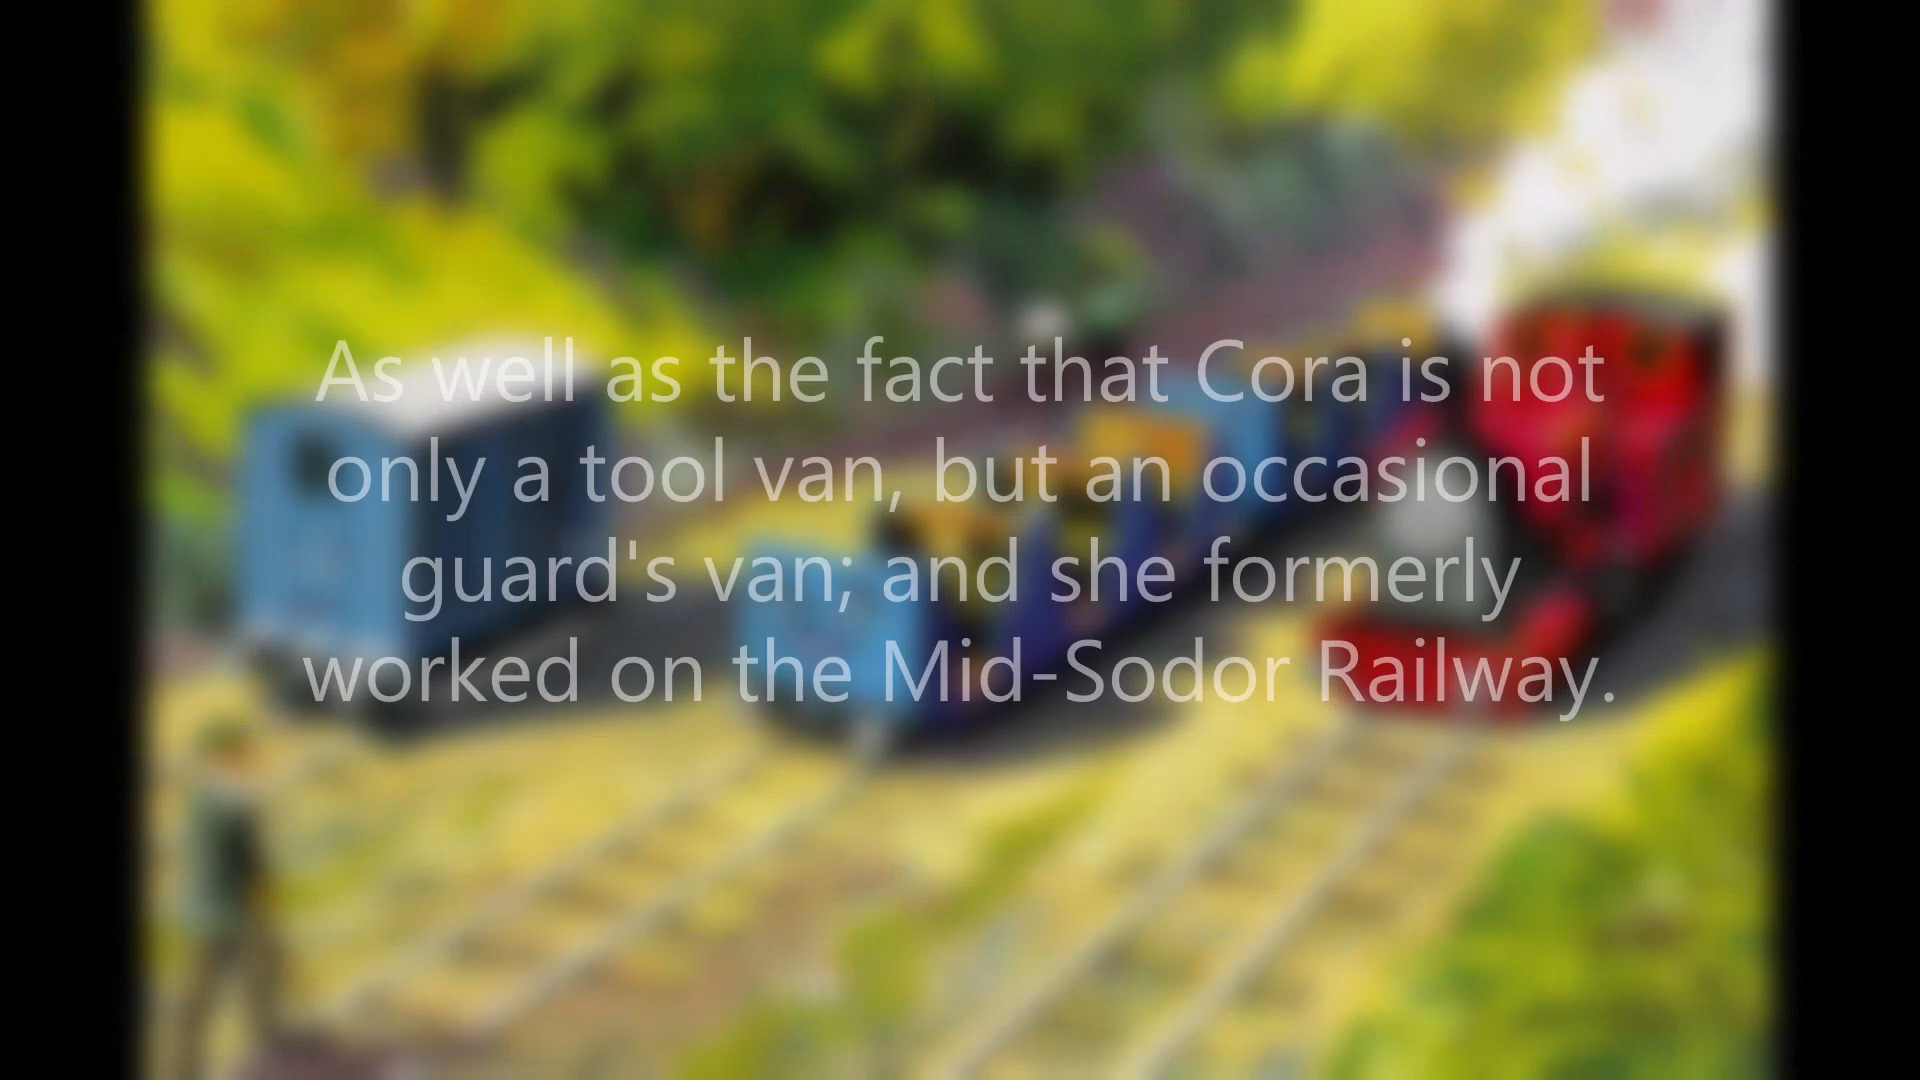 As well as the fact that Cora is not
only a tool van, but an occasional
guard's van; and she formerly
worked on the Mid-Sodor Railway.